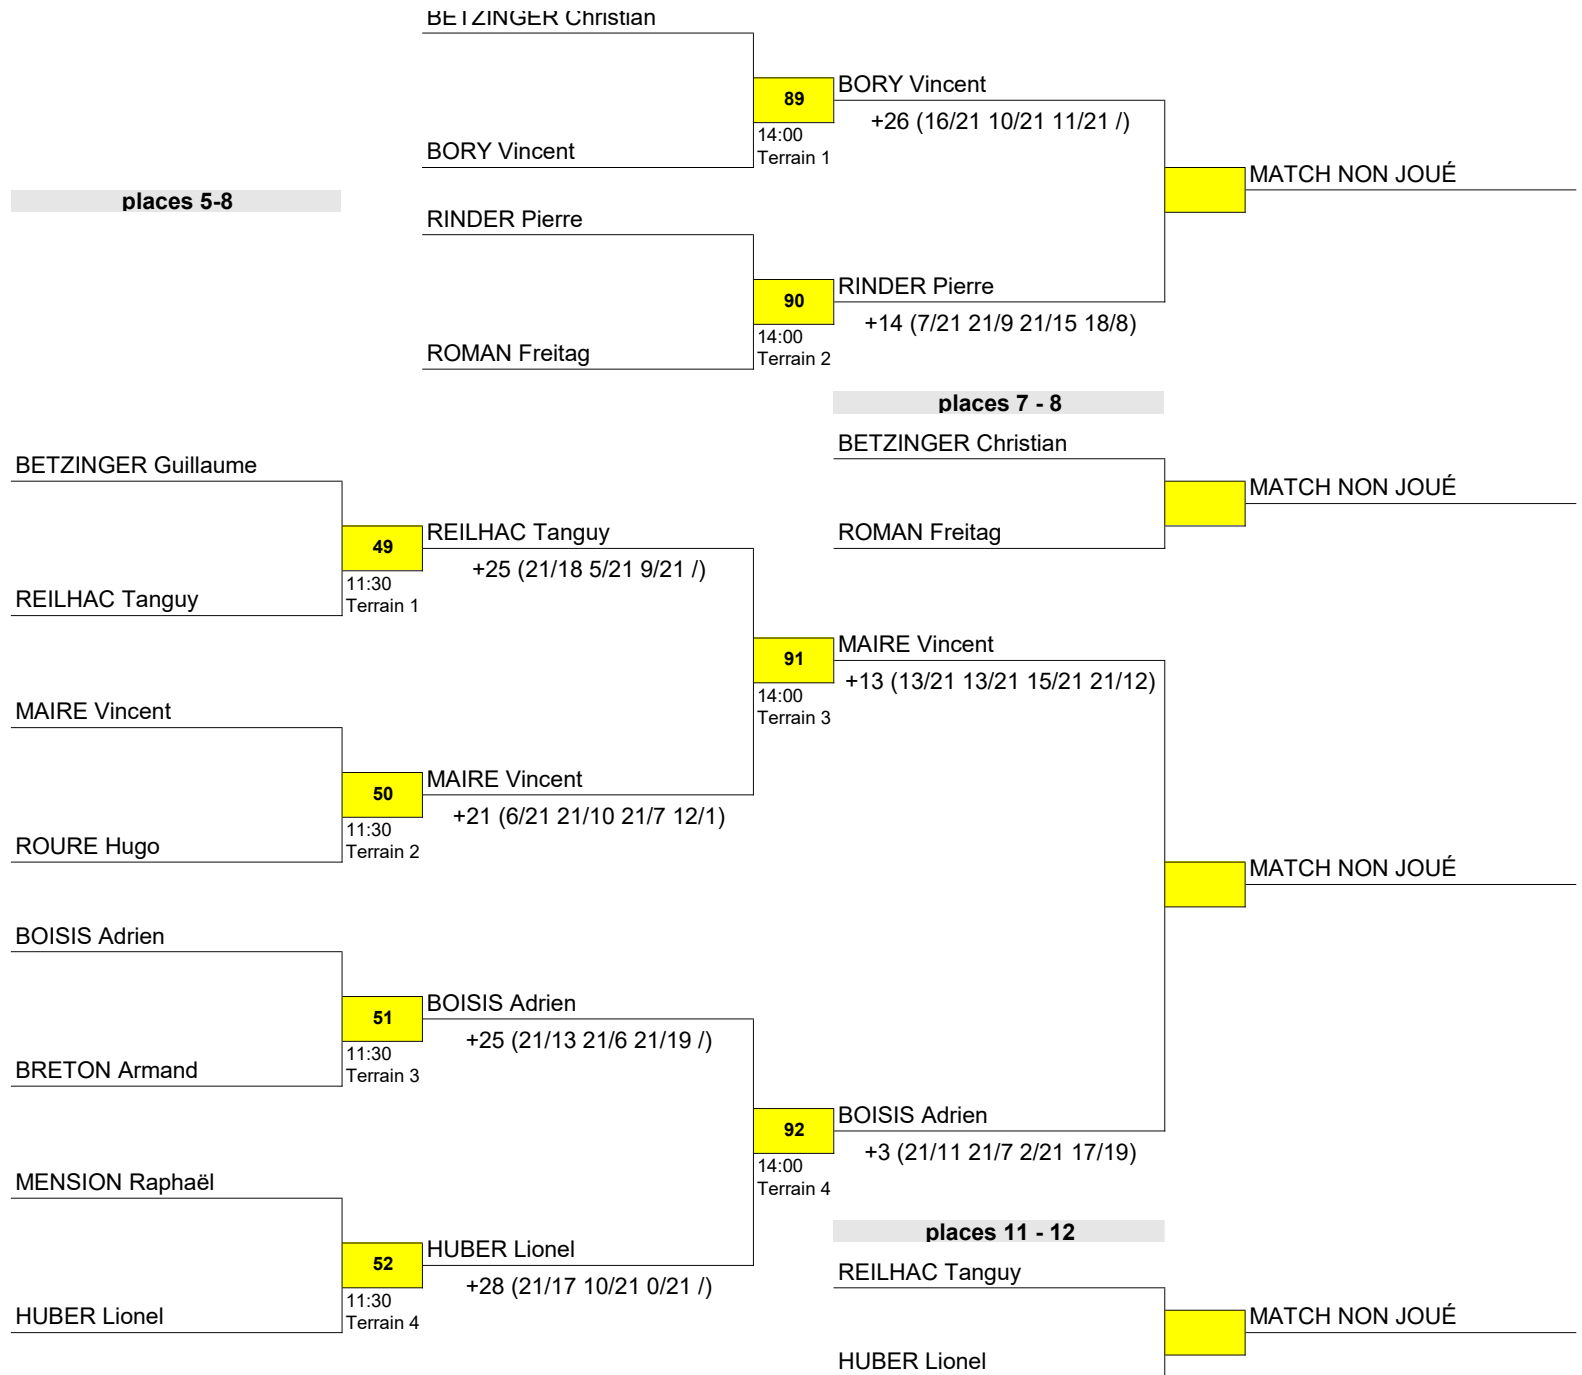 BETZINGER Christian
89
BORY Vincent
+26 (16/21 10/21 11/21 /)
14:00
Terrain 1
BORY Vincent
MATCH NON JOUÉ
places 5-8
RINDER Pierre
90
RINDER Pierre
+14 (7/21 21/9 21/15 18/8)
14:00
Terrain 2
ROMAN Freitag
places 7 - 8
BETZINGER Christian
MATCH NON JOUÉ
ROMAN Freitag
BETZINGER Guillaume
49
REILHAC Tanguy
+25 (21/18 5/21 9/21 /)
11:30
Terrain 1
REILHAC Tanguy
91
MAIRE Vincent
+13 (13/21 13/21 15/21 21/12)
14:00
Terrain 3
MAIRE Vincent
50
MAIRE Vincent
+21 (6/21 21/10 21/7 12/1)
11:30
Terrain 2
ROURE Hugo
MATCH NON JOUÉ
BOISIS Adrien
51
BOISIS Adrien
+25 (21/13 21/6 21/19 /)
11:30
Terrain 3
BRETON Armand
92
BOISIS Adrien
+3 (21/11 21/7 2/21 17/19)
14:00
Terrain 4
MENSION Raphaël
52
HUBER Lionel
+28 (21/17 10/21 0/21 /)
11:30
Terrain 4
HUBER Lionel
places 11 - 12
REILHAC Tanguy
MATCH NON JOUÉ
HUBER Lionel